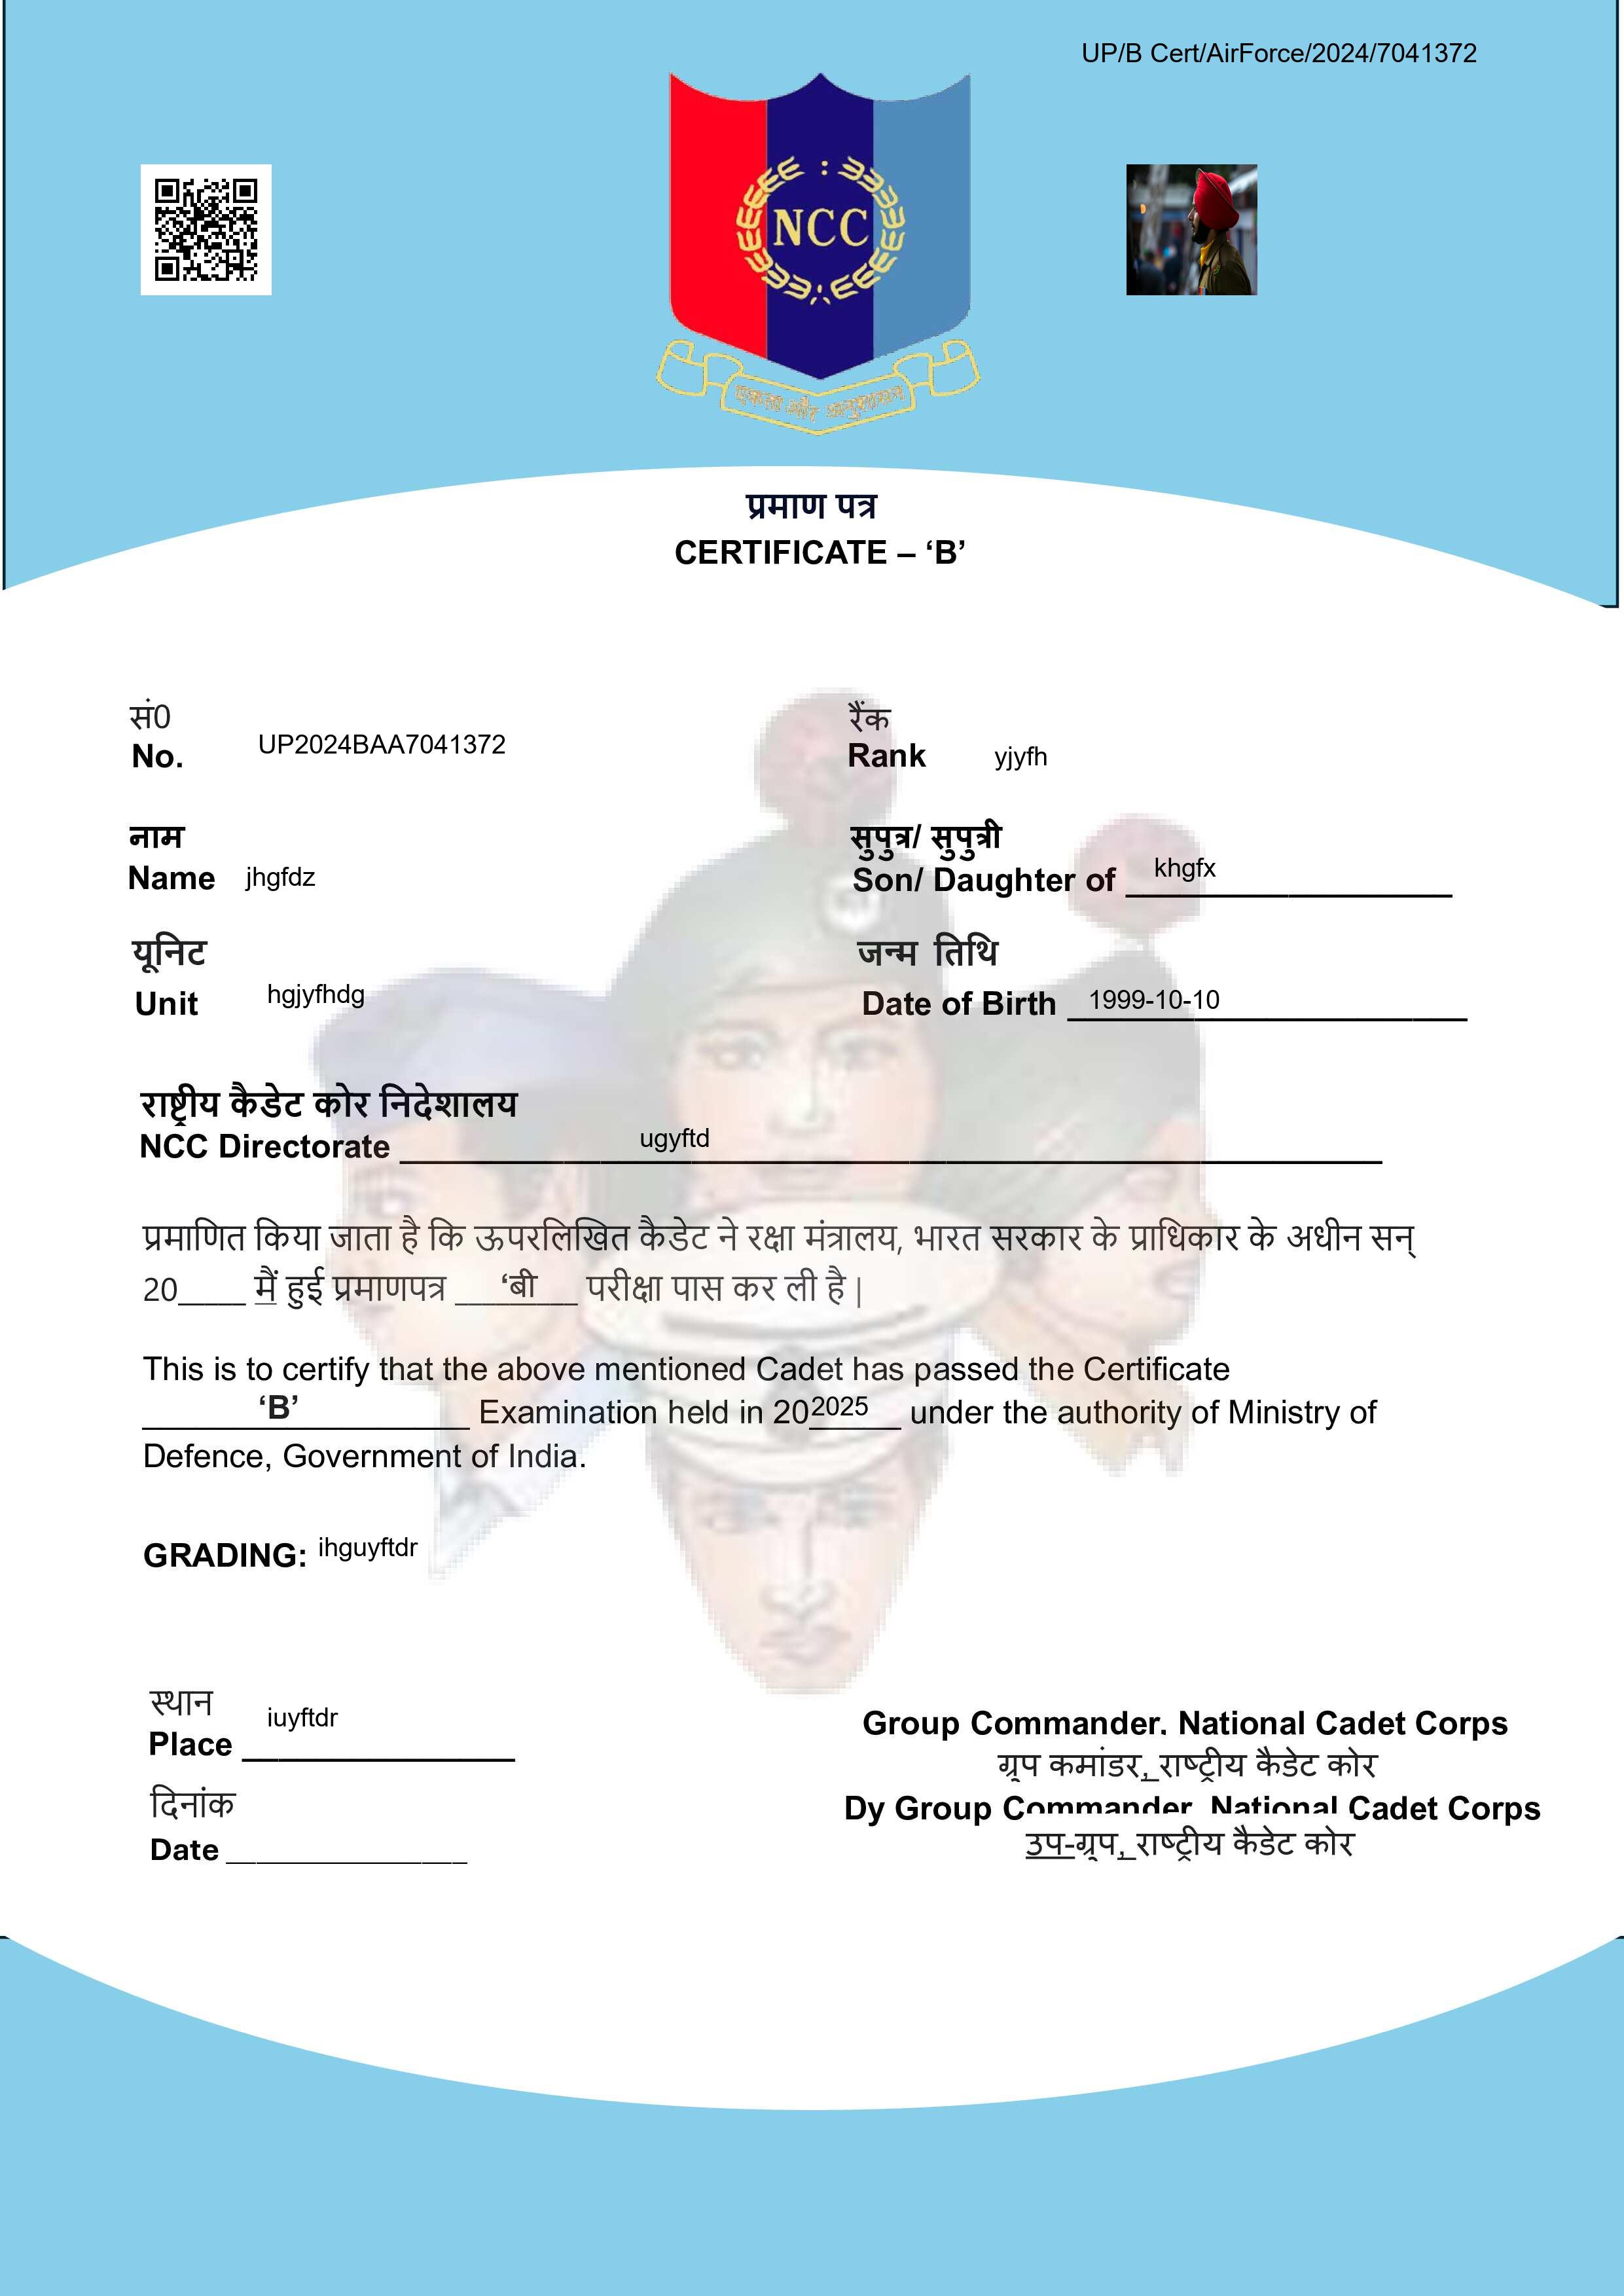 UP/B Cert/AirForce/2024/7041372
NCC
एकता और अनुशासन
प्रमाण पत्र
CERTIFICATE – ‘B’
सं0
No. UP2024BAA7041372
रैंक
Rank yjyfh
नाम
Name jhgfdz
सुपुत्र/ सुपुत्री
Son/ Daughter of khgfx
यूनिट
Unit hgjyfhdg
जन्म तिथि
Date of Birth 1999-10-10
राष्ट्रीय कैडेट कोर निदेशालय
NCC Directorate ugyftd
प्रमाणित किया जाता है कि ऊपरलिखित कैडेट ने रक्षा मंत्रालय, भारत सरकार के प्राधिकार के अधीन सन्
20____ में हुई प्रमाणपत्र ‘बी परीक्षा पास कर ली है |
This is to certify that the above mentioned Cadet has passed the Certificate
‘B’ Examination held in 202025 under the authority of Ministry of
Defence, Government of India.
GRADING: ihguyftdr
स्थान
Place iuyftdr
दिनांक
Date
Group Commander, National Cadet Corps
ग्रुप कमांडर, राष्ट्रीय कैडेट कोर
Dy Group Commander, National Cadet Corps
उप-ग्रुप, राष्ट्रीय कैडेट कोर